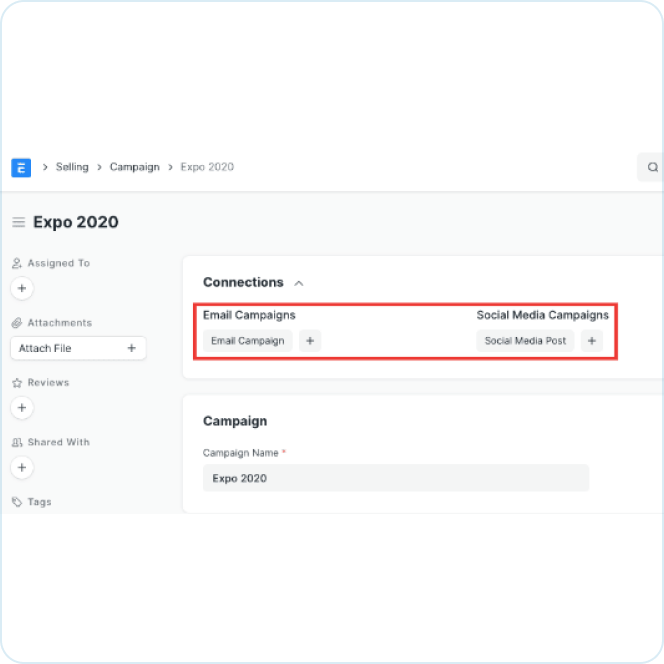 E > Selling > Campaign > Expo 2020
Expo 2020
Assigned To
+
Attachments
Attach File +
Reviews
+
Shared With
+
Tags
Connections
Email Campaigns
Email Campaign +
Social Media Campaigns
Social Media Post +
Campaign
Campaign Name *
Expo 2020